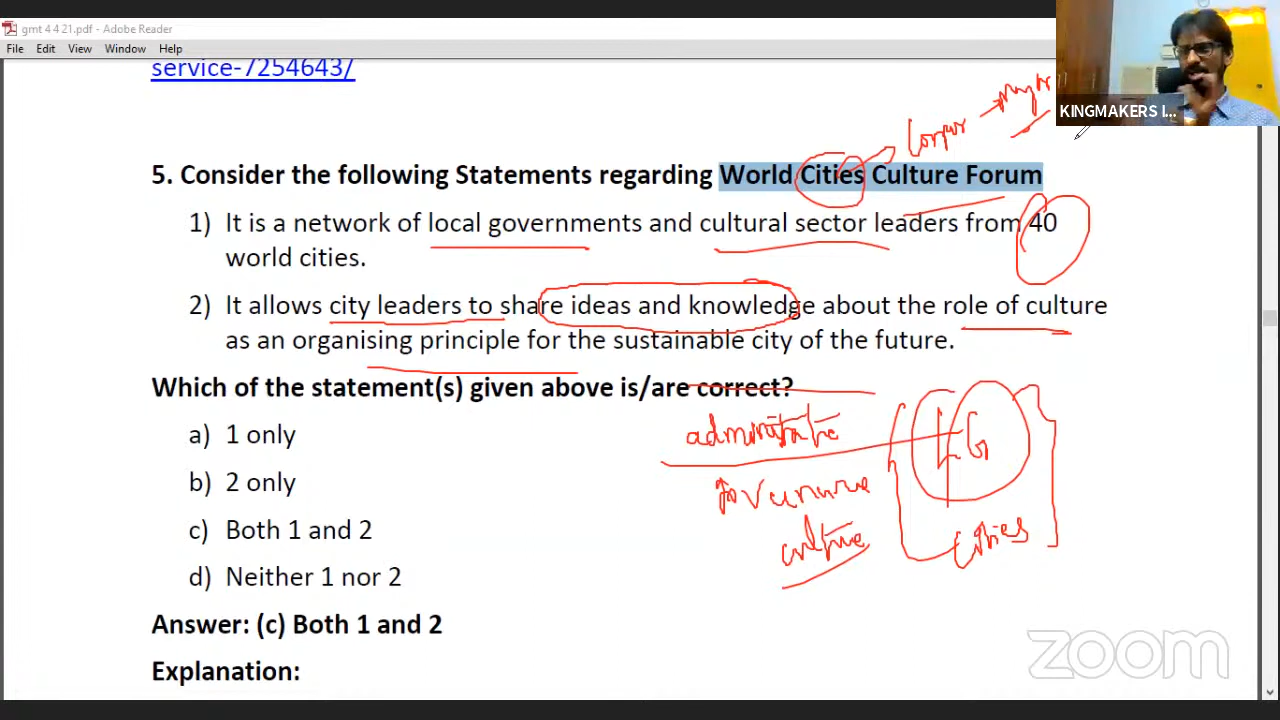 gmt 4 4 21.pdf - Adobe Reader
File Edit View Window Help
service-7254643/
KINGMAKERS I...
5. Consider the following Statements regarding World Cities Culture Forum
1) It is a network of local governments and cultural sector leaders from 40
world cities.
2) It allows city leaders to share ideas and knowledge about the role of culture
as an organising principle for the sustainable city of the future.
Which of the statement(s) given above is/are correct?
a) 1 only
b) 2 only
c) Both 1 and 2
d) Neither 1 nor 2
LG
culture
cities
Answer: (c) Both 1 and 2
Explanation:
zoom